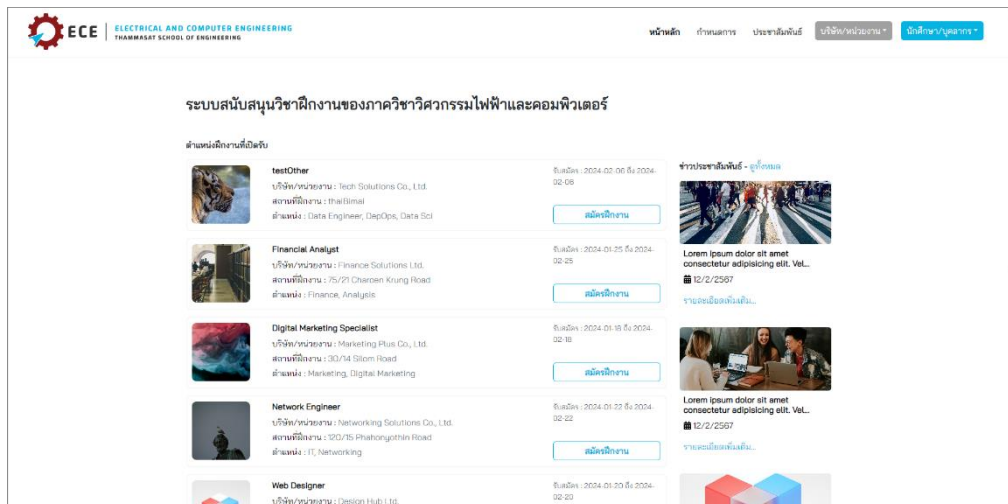 ECE
ELECTRICAL AND COMPUTER ENGINEERING
THAMMASAT SCHOOL OF ENGINEERING
หน้าหลัก กำหนดการ ประชาสัมพันธ์ บริษัท/หน่วยงาน นักศึกษา/บุคลากร
ระบบสนับสนุนวิชาฝึกงานของภาควิชาวิศวกรรมไฟฟ้าและคอมพิวเตอร์
ตำแหน่งฝึกงานที่เปิดรับ
testOther
บริษัท/หน่วยงาน : Tech Solutions Co., Ltd.
สถานที่ฝึกงาน : thaiBimai
ตำแหน่ง : Data Engineer, DepOps, Data Sci
รับสมัคร : 2024-02-06 ถึง 2024-
02-08
สมัครฝึกงาน
Financial Analyst
บริษัท/หน่วยงาน : Finance Solutions Ltd.
สถานที่ฝึกงาน : 75/21 Charoen Krung Road
ตำแหน่ง : Finance, Analysis
รับสมัคร : 2024-01-25 ถึง 2024-
02-25
สมัครฝึกงาน
Digital Marketing Specialist
บริษัท/หน่วยงาน : Marketing Plus Co., Ltd.
สถานที่ฝึกงาน : 30/14 Silom Road
ตำแหน่ง : Marketing, Digital Marketing
รับสมัคร : 2024-01-18 ถึง 2024-
02-18
สมัครฝึกงาน
Network Engineer
บริษัท/หน่วยงาน : Networking Solutions Co., Ltd.
สถานที่ฝึกงาน : 120/15 Phahonyothin Road
ตำแหน่ง : IT, Networking
รับสมัคร : 2024-01-22 ถึง 2024-
02-22
สมัครฝึกงาน
Web Designer
บริษัท/หน่วยงาน : Design Hub Ltd.
รับสมัคร : 2024-01-20 ถึง 2024-
02-20
ข่าวประชาสัมพันธ์ - ดูทั้งหมด
Lorem ipsum dolor sit amet
consectetur adipisicing elit. Vel...
12/2/2567
รายละเอียดเพิ่มเติม...
Lorem ipsum dolor sit amet
consectetur adipisicing elit. Vel...
12/2/2567
รายละเอียดเพิ่มเติม...